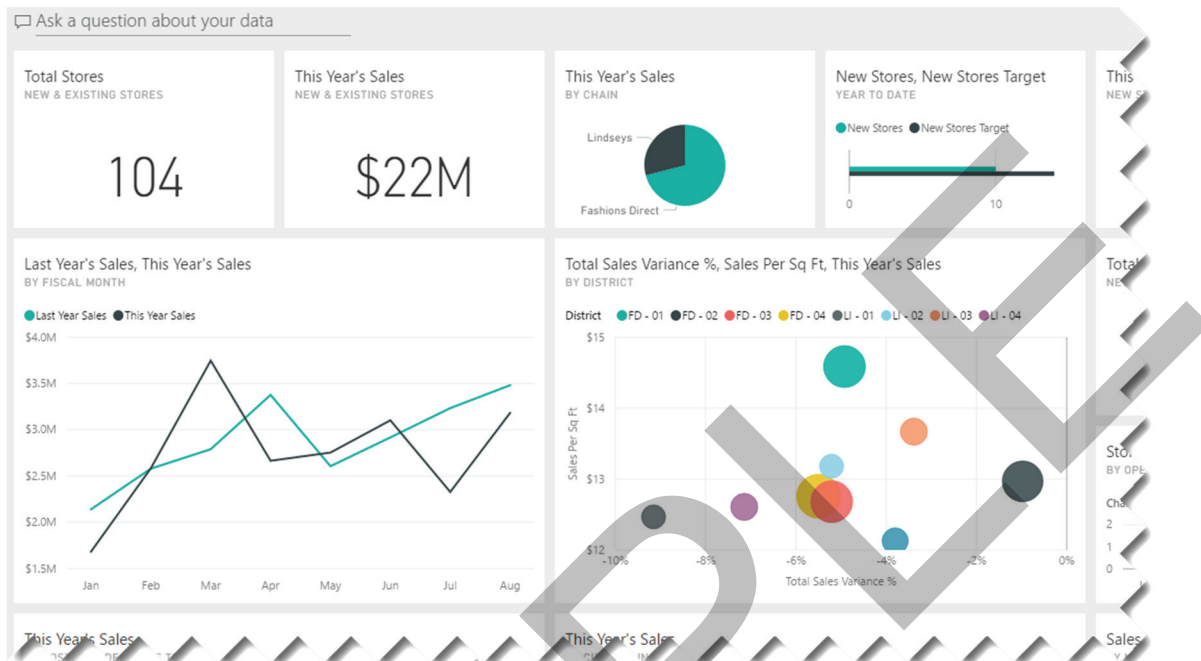 Ask a question about your data
Total Stores
NEW & EXISTING STORES
104
This Year's Sales
NEW & EXISTING STORES
$22M
This Year's Sales
BY CHAIN
Lindseys
Fashions Direct
New Stores, New Stores Target
YEAR TO DATE
New Stores New Stores Target
0 10
This
NEW
Last Year's Sales, This Year's Sales
BY FISCAL MONTH
Last Year Sales This Year Sales
$4.0M
$3.5M
$3.0M
$2.5M
$2.0M
$1.5M
Jan Feb Mar Apr May Jun Jul Aug
Total Sales Variance %, Sales Per Sq Ft, This Year's Sales
BY DISTRICT
District FD - 01 FD - 02 FD - 03 FD - 04 LI - 01 LI - 02 LI - 03 LI - 04
$15
$14
$13
$12
Sales Per Sq Ft
-10% -8% -6% -4% -2% 0%
Total Sales Variance %
Total
NE
Sto
BY OPE
Cha
2
1
0
This Year's Sales
This Year's Sales
Sales
PLE